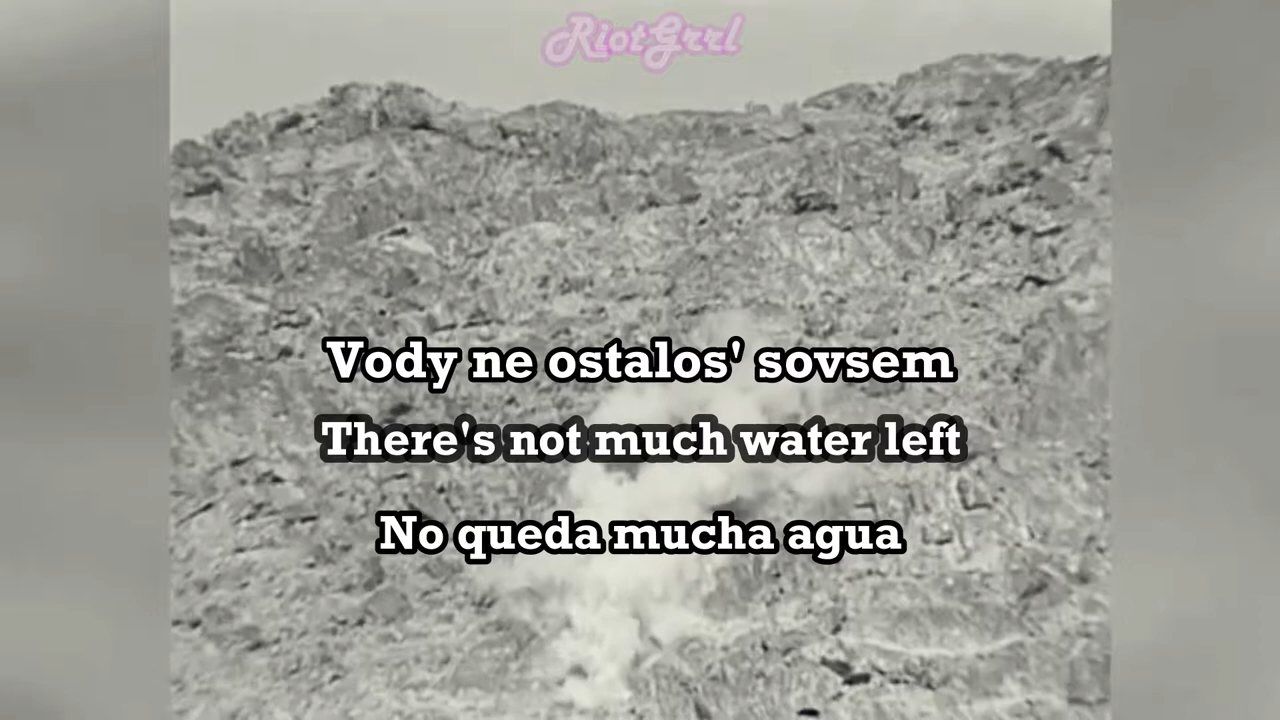 RiotGrrl
Vody ne ostalos' sovsem
There's not much water left
No queda mucha agua